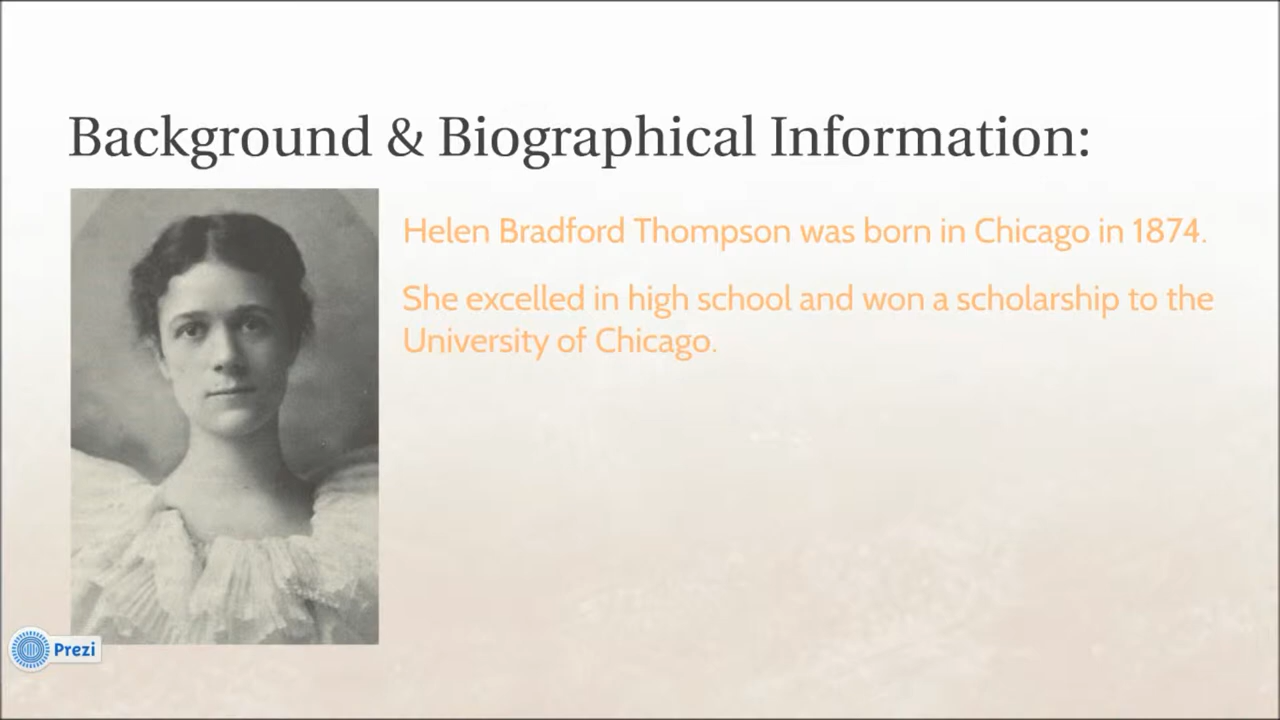 Background & Biographical Information:
Helen Bradford Thompson was born in Chicago in 1874.
She excelled in high school and won a scholarship to the
University of Chicago.
Prezi